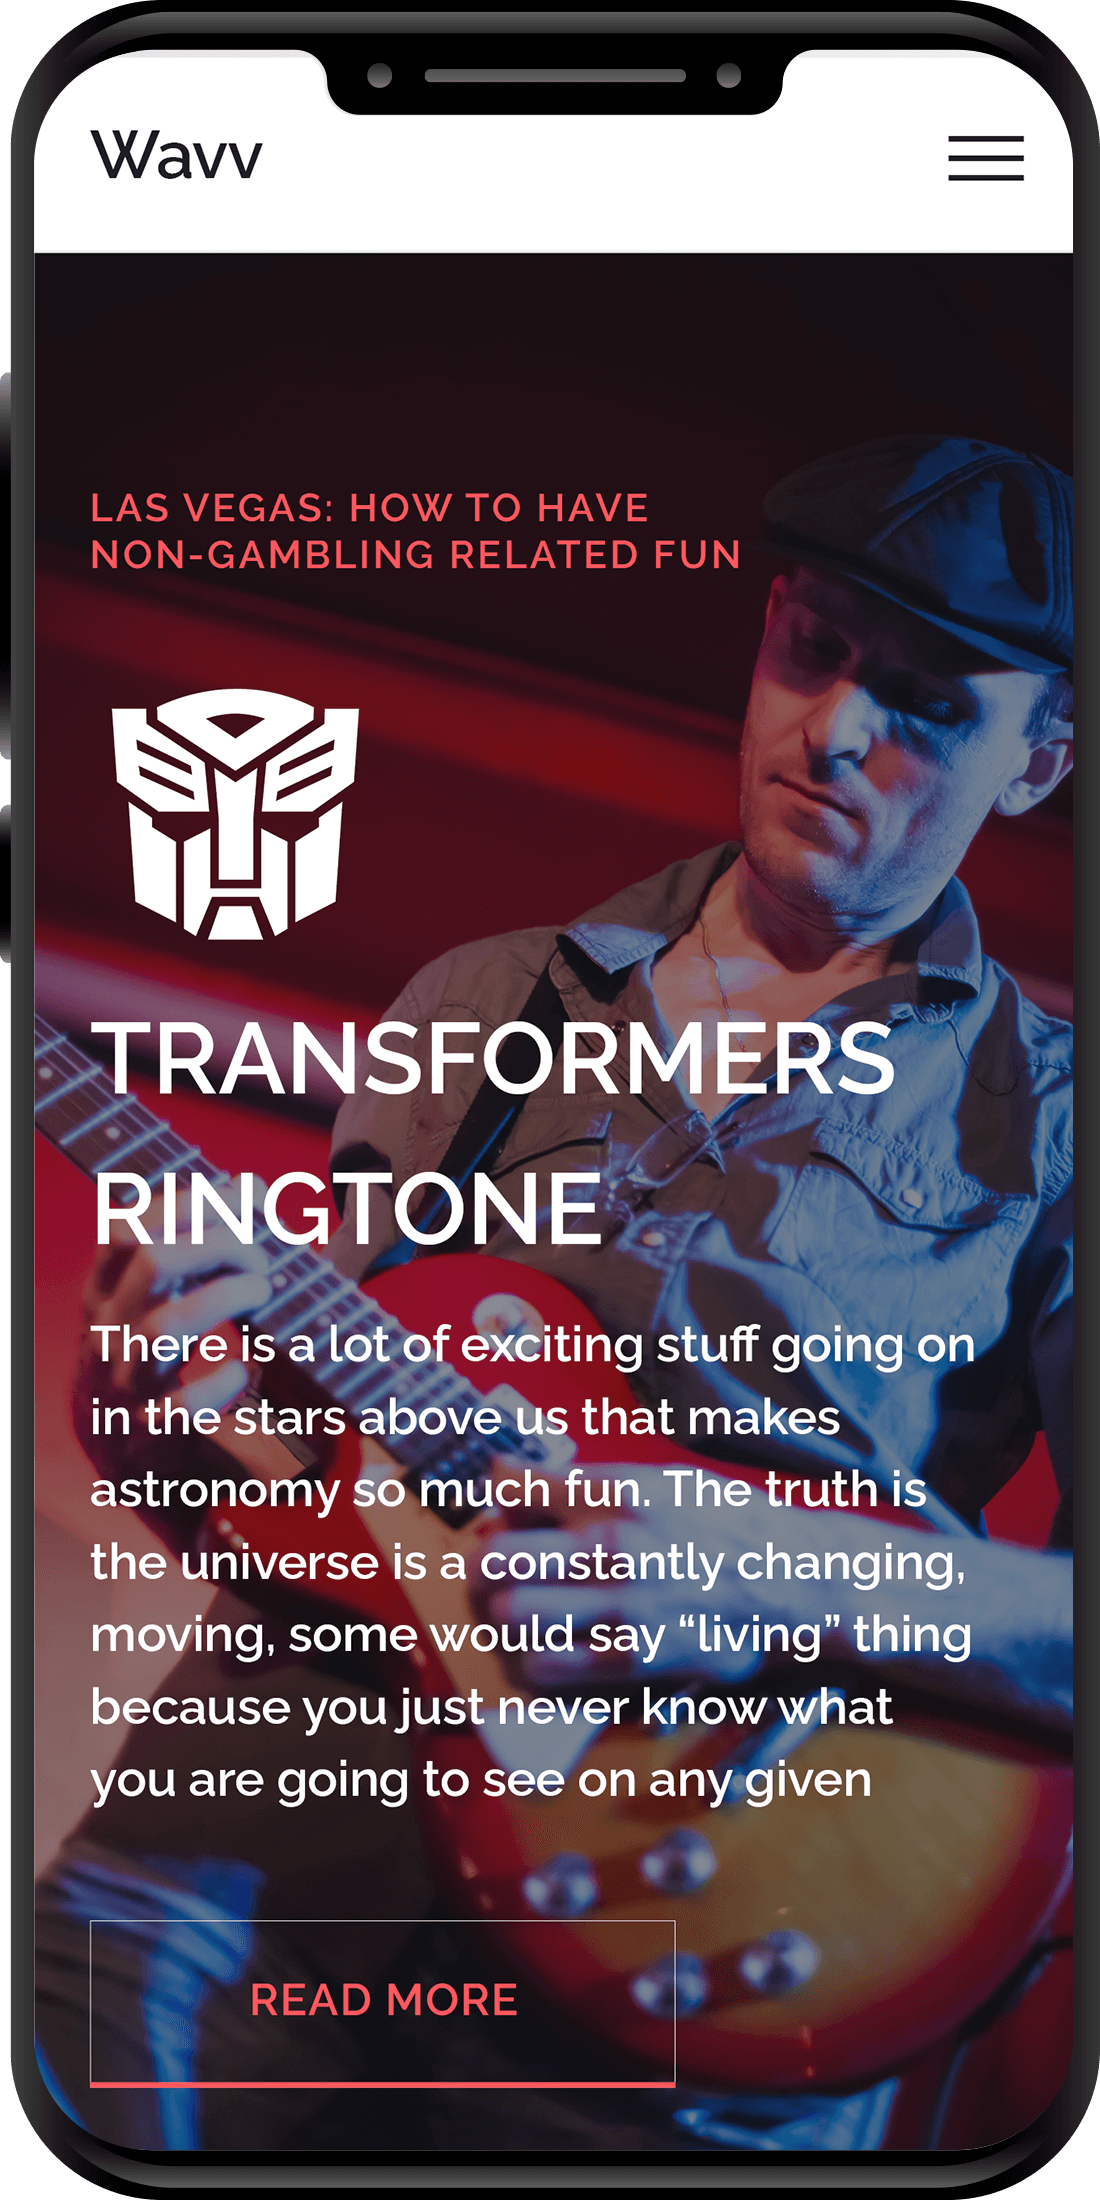 Wavv
LAS VEGAS: HOW TO HAVE
NON-GAMBLING RELATED FUN
TRANSFORMERS
RINGTONE
There is a lot of exciting stuff going on
in the stars above us that makes
astronomy so much fun. The truth is
the universe is a constantly changing,
moving, some would say “living” thing
because you just never know what
you are going to see on any given
READ MORE